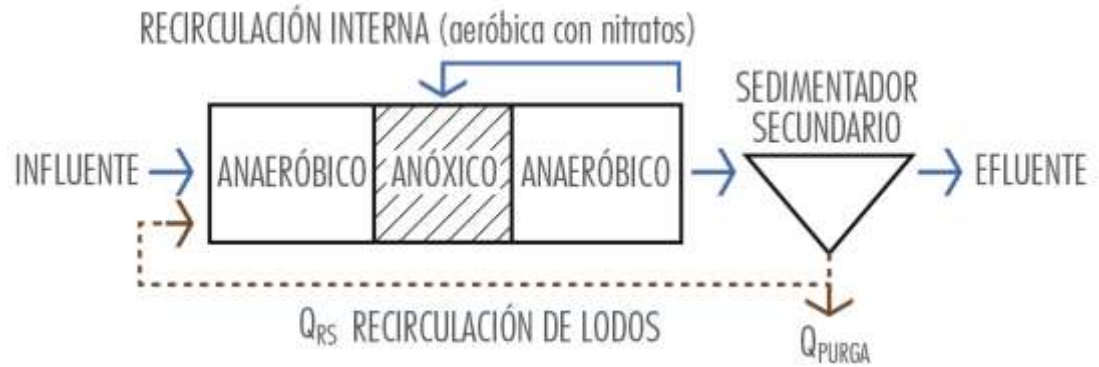 RECIRCULACIÓN INTERNA (aeróbica con nitratos)
SEDIMENTADOR
SECUNDARIO
INFLUENTE
ANAERÓBICO
ANÓXICO
ANAERÓBICO
EFLUENTE
QRS RECIRCULACIÓN DE LODOS
QPURGA